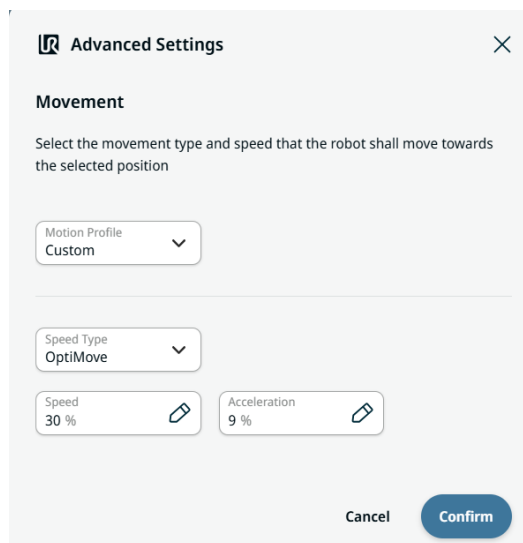 UR Advanced Settings
Movement
Select the movement type and speed that the robot shall move towards
the selected position
Motion Profile
Custom
Speed Type
OptiMove
Speed
30 %
Acceleration
9 %
Cancel
Confirm